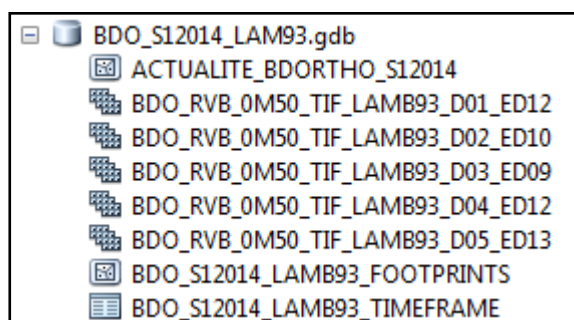 BDO_S12014_LAM93.gdb
ACTUALITE_BDORTHO_S12014
BDO_RVB_0M50_TIF_LAMB93_D01_ED12
BDO_RVB_0M50_TIF_LAMB93_D02_ED10
BDO_RVB_0M50_TIF_LAMB93_D03_ED09
BDO_RVB_0M50_TIF_LAMB93_D04_ED12
BDO_RVB_0M50_TIF_LAMB93_D05_ED13
BDO_S12014_LAMB93_FOOTPRINTS
BDO_S12014_LAMB93_TIMEFRAME